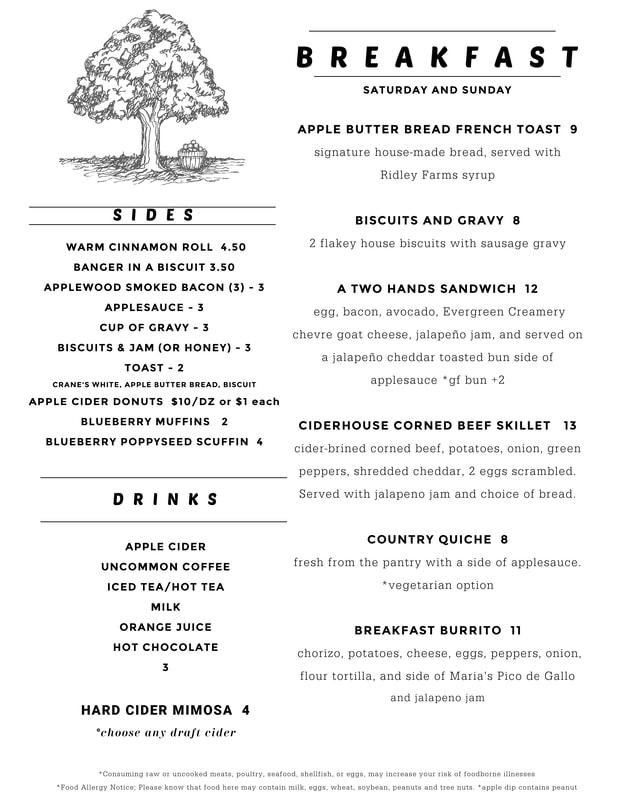 BREAKFAST
SATURDAY AND SUNDAY
APPLE BUTTER BREAD FRENCH TOAST 9
signature house-made bread, served with
Ridley Farms syrup
BISCUITS AND GRAVY 8
2 flakey house biscuits with sausage gravy
A TWO HANDS SANDWICH 12
egg, bacon, avocado, Evergreen Creamery
chevre goat cheese, jalapeño jam, and served on
a jalapeño cheddar toasted bun side of
applesauce *gf bun +2
CIDERHOUSE CORNED BEEF SKILLET 13
cider-brined corned beef, potatoes, onion, green
peppers, shredded cheddar, 2 eggs scrambled.
Served with jalapeno jam and choice of bread.
COUNTRY QUICHE 8
fresh from the pantry with a side of applesauce.
*vegetarian option
BREAKFAST BURRITO 11
chorizo, potatoes, cheese, eggs, peppers, onion,
flour tortilla, and side of Maria's Pico de Gallo
and jalapeno jam
SIDES
WARM CINNAMON ROLL 4.50
BANGER IN A BISCUIT 3.50
APPLEWOOD SMOKED BACON (3) - 3
APPLESAUCE - 3
CUP OF GRAVY - 3
BISCUITS & JAM (OR HONEY) - 3
TOAST - 2
CRANE'S WHITE, APPLE BUTTER BREAD, BISCUIT
APPLE CIDER DONUTS $10/DZ or $1 each
BLUEBERRY MUFFINS 2
BLUEBERRY POPPYSEED SCUFFIN 4
DRINKS
APPLE CIDER
UNCOMMON COFFEE
ICED TEA/HOT TEA
MILK
ORANGE JUICE
HOT CHOCOLATE
3
HARD CIDER MIMOSA 4
*choose any draft cider
*Consuming raw or uncooked meats, poultry, seafood, shellfish, or eggs, may increase your risk of foodborne illnesses
*Food Allergy Notice; Please know that food here may contain milk, eggs, wheat, soybean, peanuts and tree nuts. *apple dip contains peanut